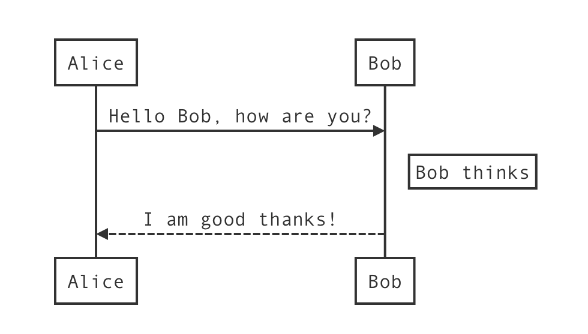 Alice
Bob
Hello Bob, how are you?
Bob thinks
I am good thanks!
Alice
Bob